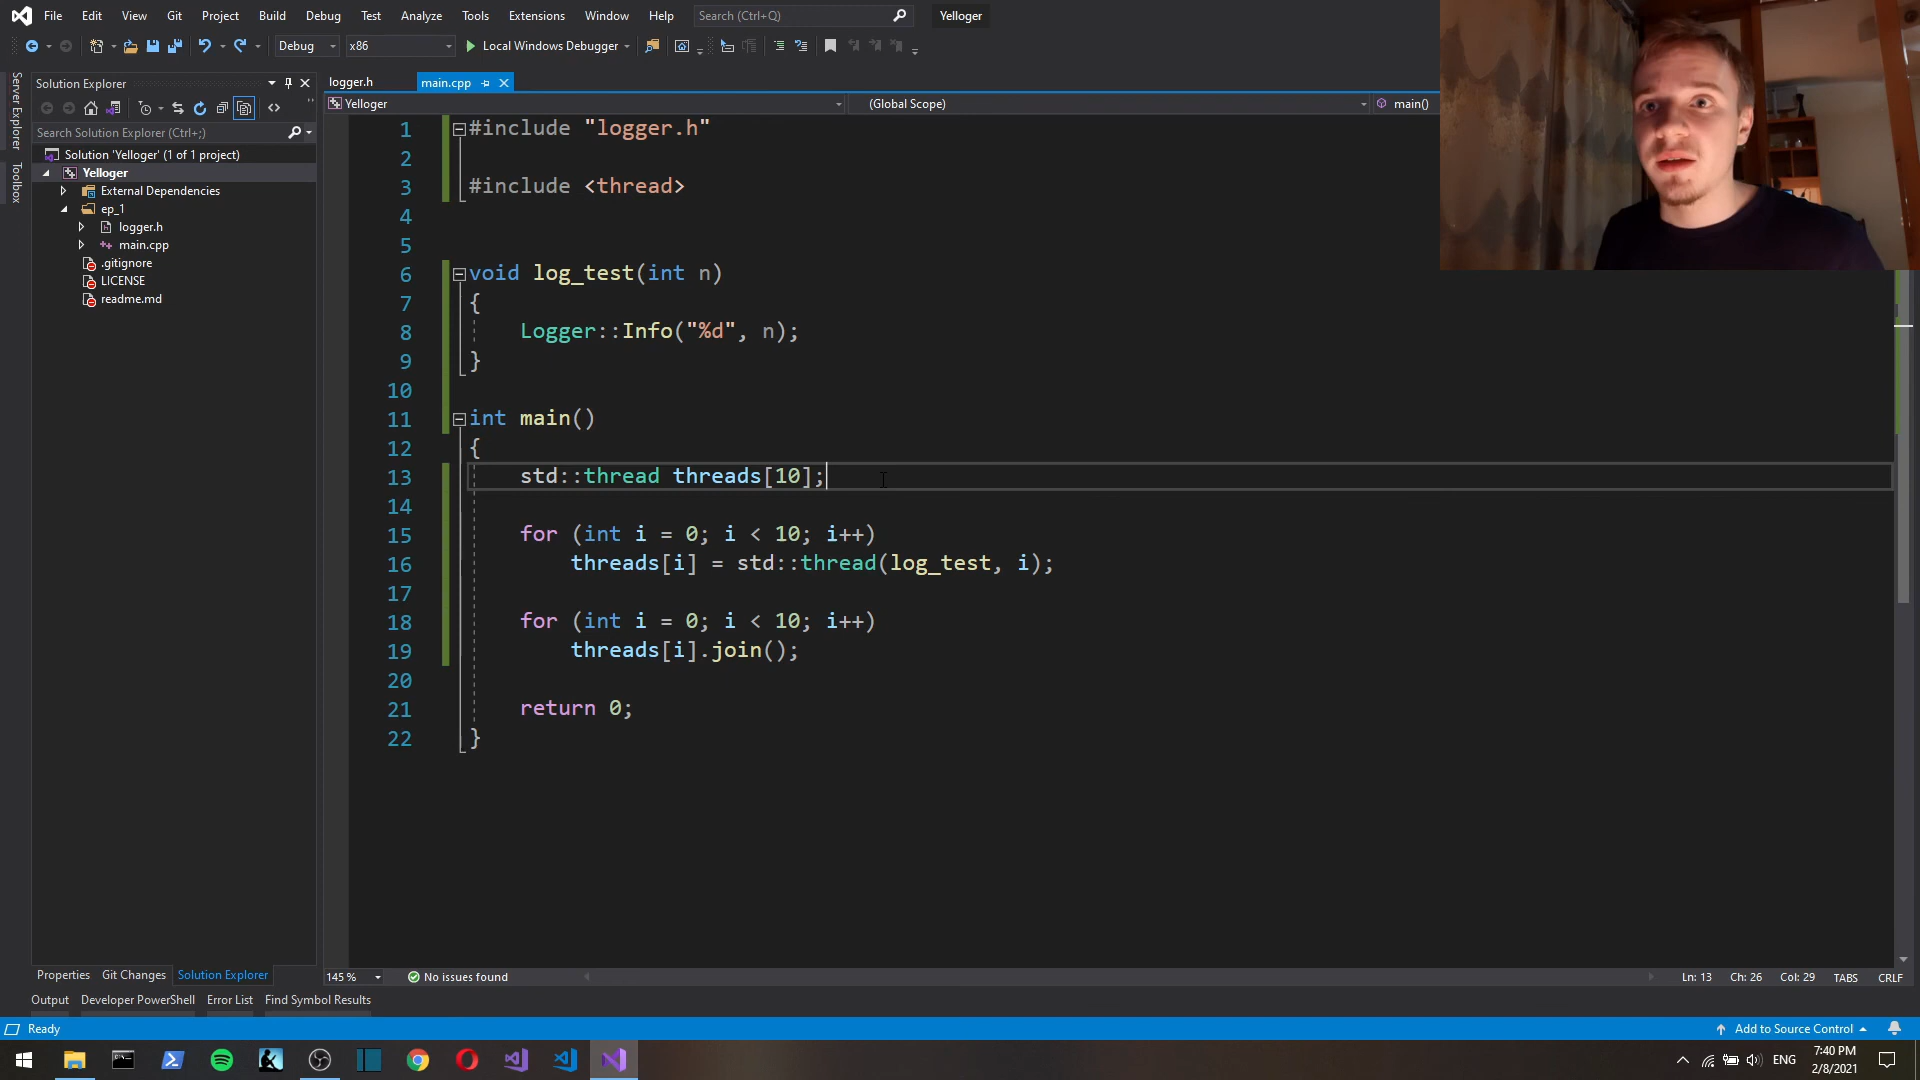 File Edit View Git Project Build Debug Test Analyze Tools Extensions Window Help Search (Ctrl+Q) Yelloger
Debug x86 Local Windows Debugger
Server Explorer
Toolbox
Solution Explorer
Search Solution Explorer (Ctrl+;)
Solution 'Yelloger' (1 of 1 project)
Yelloger
External Dependencies
ep_1
logger.h
main.cpp
.gitignore
LICENSE
readme.md
logger.h main.cpp
Yelloger (Global Scope) main()
1 #include "logger.h"
2
3 #include <thread>
4
5
6 void log_test(int n)
7 {
8 Logger::Info("%d", n);
9 }
10
11 int main()
12 {
13 std::thread threads[10];
14
15 for (int i = 0; i < 10; i++)
16 threads[i] = std::thread(log_test, i);
17
18 for (int i = 0; i < 10; i++)
19 threads[i].join();
20
21 return 0;
22 }
145 % No issues found Ln: 13 Ch: 26 Col: 29 TABS CRLF
Properties Git Changes Solution Explorer
Output Developer PowerShell Error List Find Symbol Results
Ready Add to Source Control
ENG 7:40 PM
2/8/2021